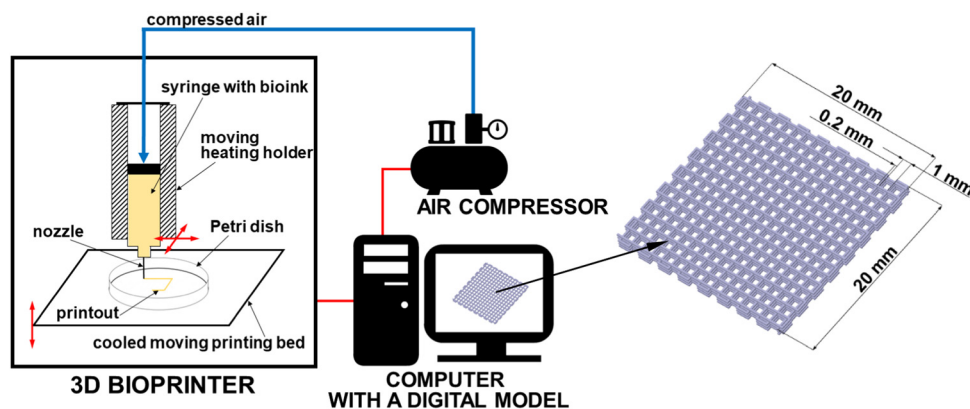 compressed air
syringe with bioink
moving
heating holder
nozzle
Petri dish
printout
cooled moving printing bed
3D BIOPRINTER
AIR COMPRESSOR
COMPUTER
WITH A DIGITAL MODEL
20 mm
0.2 mm
1 mm
20 mm